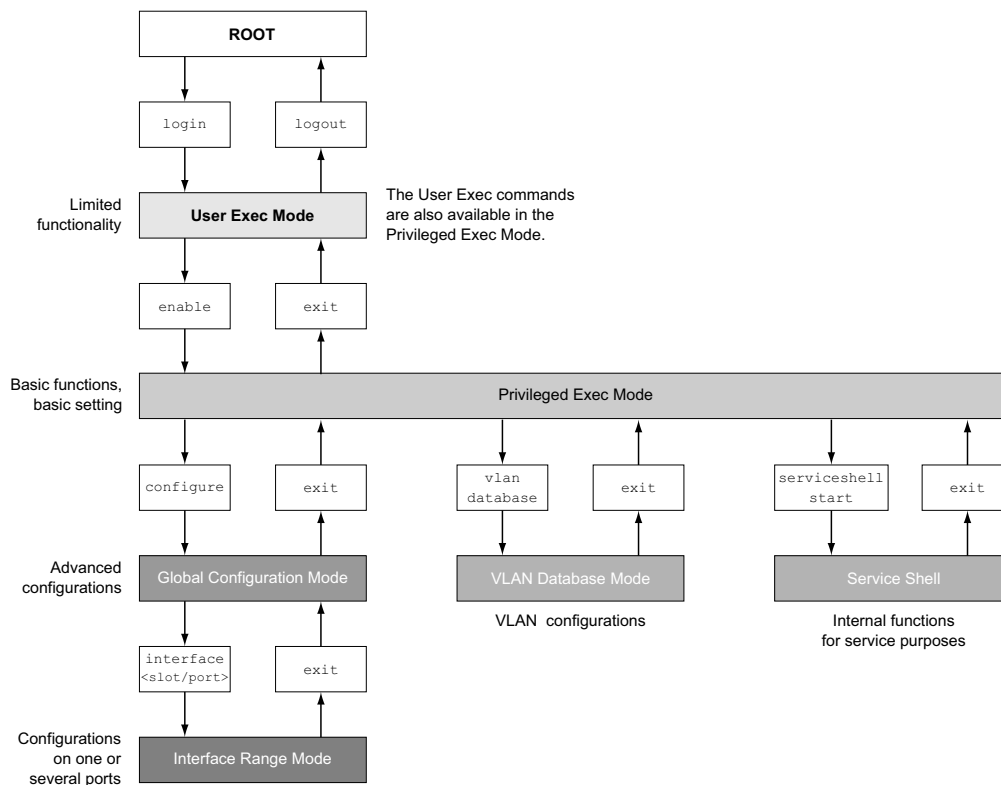 ROOT
login
logout
Limited
functionality
User Exec Mode
The User Exec commands
are also available in the
Privileged Exec Mode.
enable
exit
Basic functions,
basic setting
Privileged Exec Mode
configure
exit
vlan
database
exit
serviceshell
start
exit
Advanced
configurations
Global Configuration Mode
VLAN Database Mode
Service Shell
VLAN configurations
Internal functions
for service purposes
interface
<slot/port>
exit
Configurations
on one or
several ports
Interface Range Mode